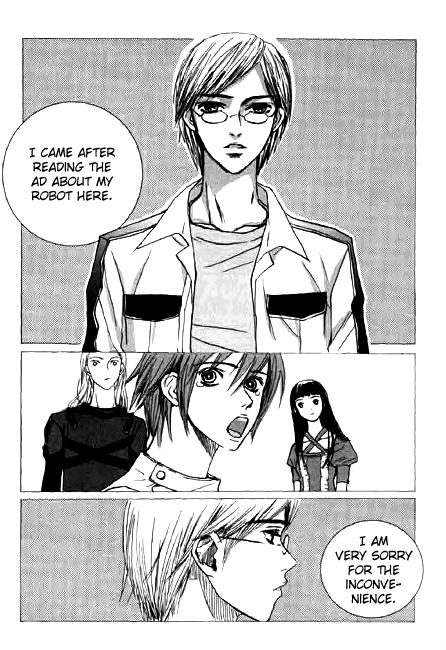 I CAME AFTER
READING THE
AD ABOUT MY
ROBOT HERE.
I AM
VERY SORRY
FOR THE
INCONVE-
NIENCE.